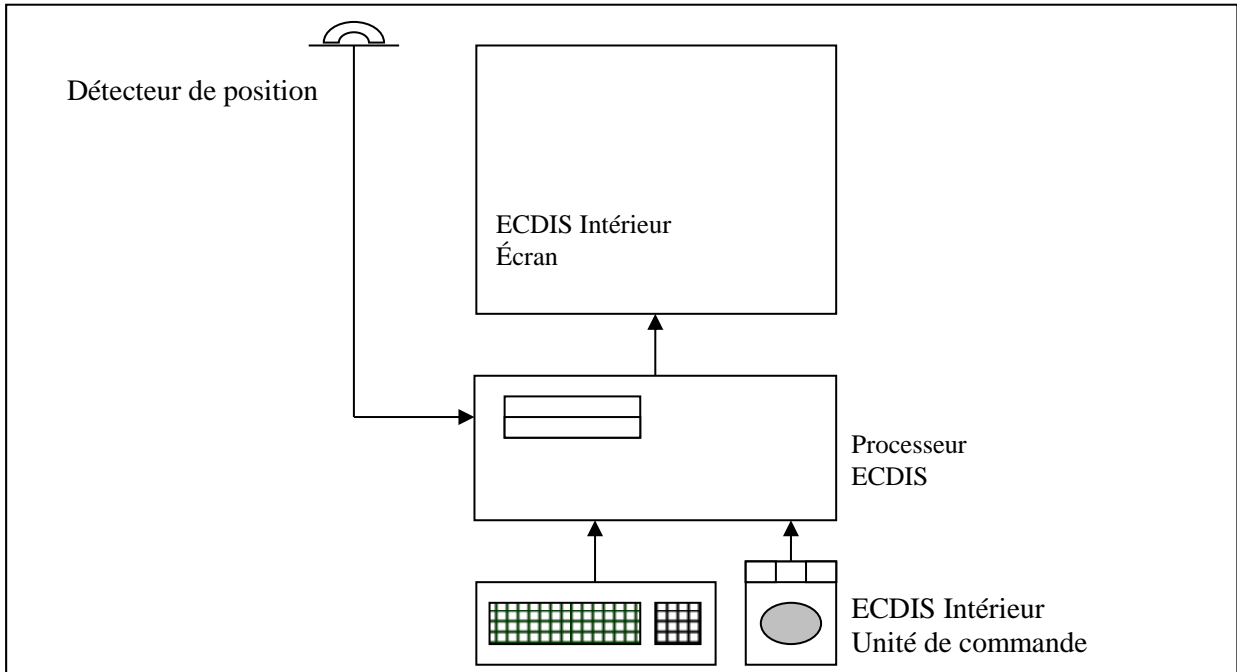 Détecteur de position
ECDIS Intérieur
Écran
Processeur
ECDIS
ECDIS Intérieur
Unité de commande